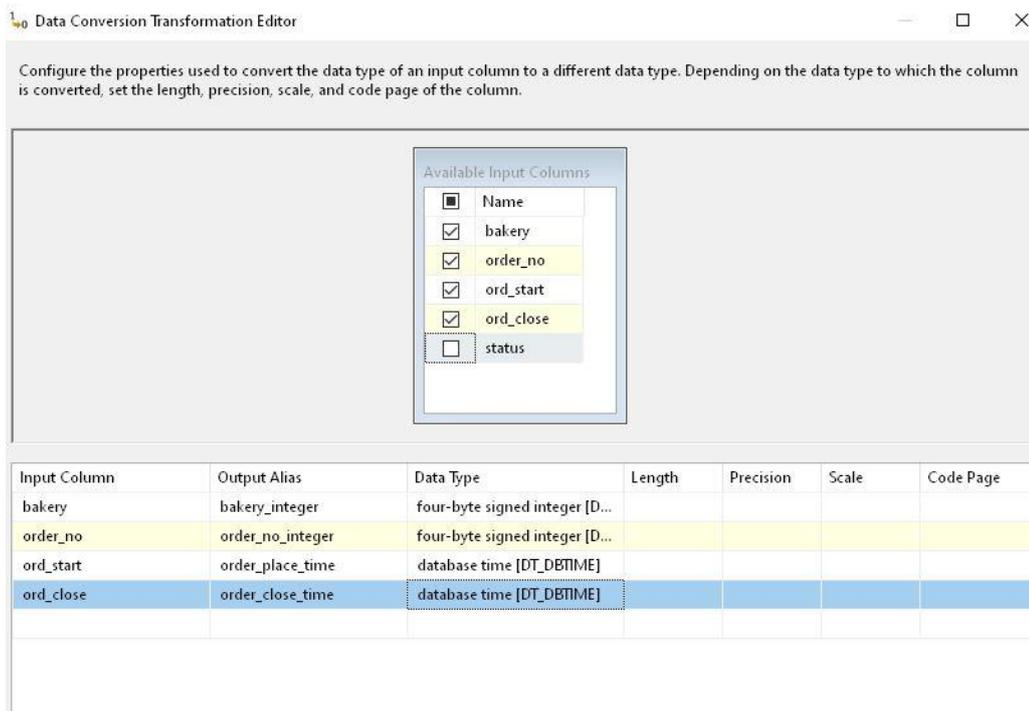 Data Conversion Transformation Editor
Configure the properties used to convert the data type of an input column to a different data type. Depending on the data type to which the column
is converted, set the length, precision, scale, and code page of the column.
Available Input Columns
Name
bakery
order_no
ord_start
ord_close
status
Input Column Output Alias Data Type Length Precision Scale Code Page
bakery bakery_integer four-byte signed integer [D...
order_no order_no_integer four-byte signed integer [D...
ord_start order_place_time database time [DT_DBTIME]
ord_close order_close_time database time [DT_DBTIME]